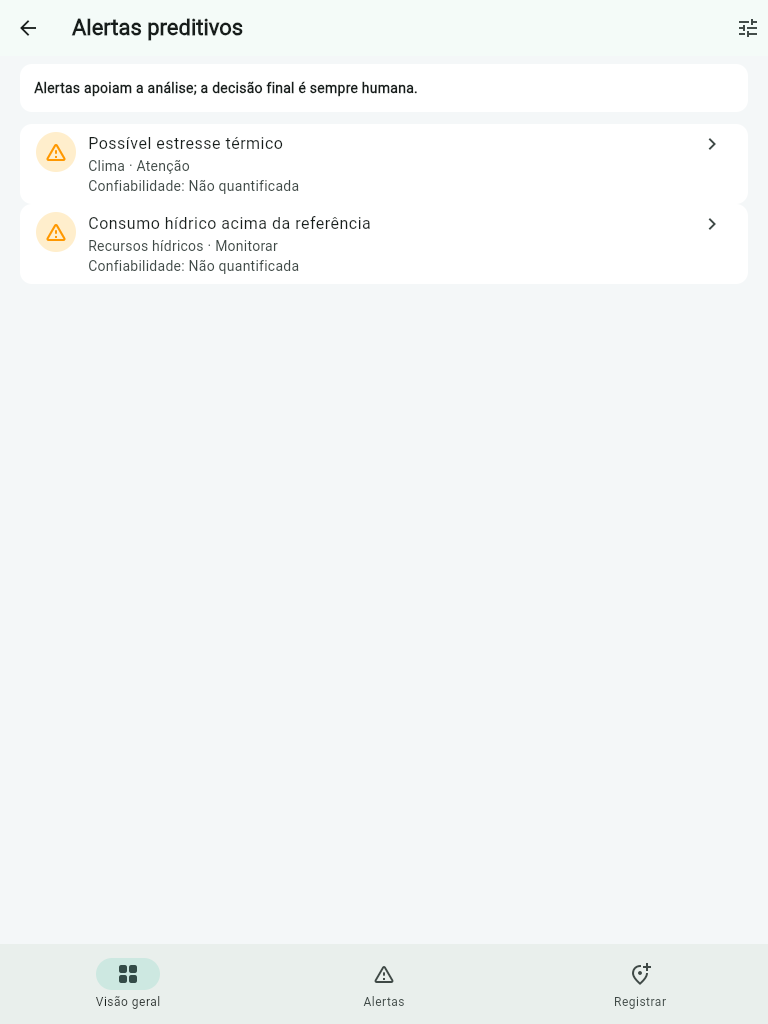 Alertas preditivos
Alertas apoiam a análise; a decisão final é sempre humana.
Possível estresse térmico
Clima · Atenção
Confiabilidade: Não quantificada
Consumo hídrico acima da referência
Recursos hídricos · Monitorar
Confiabilidade: Não quantificada
Visão geral
Alertas
Registrar